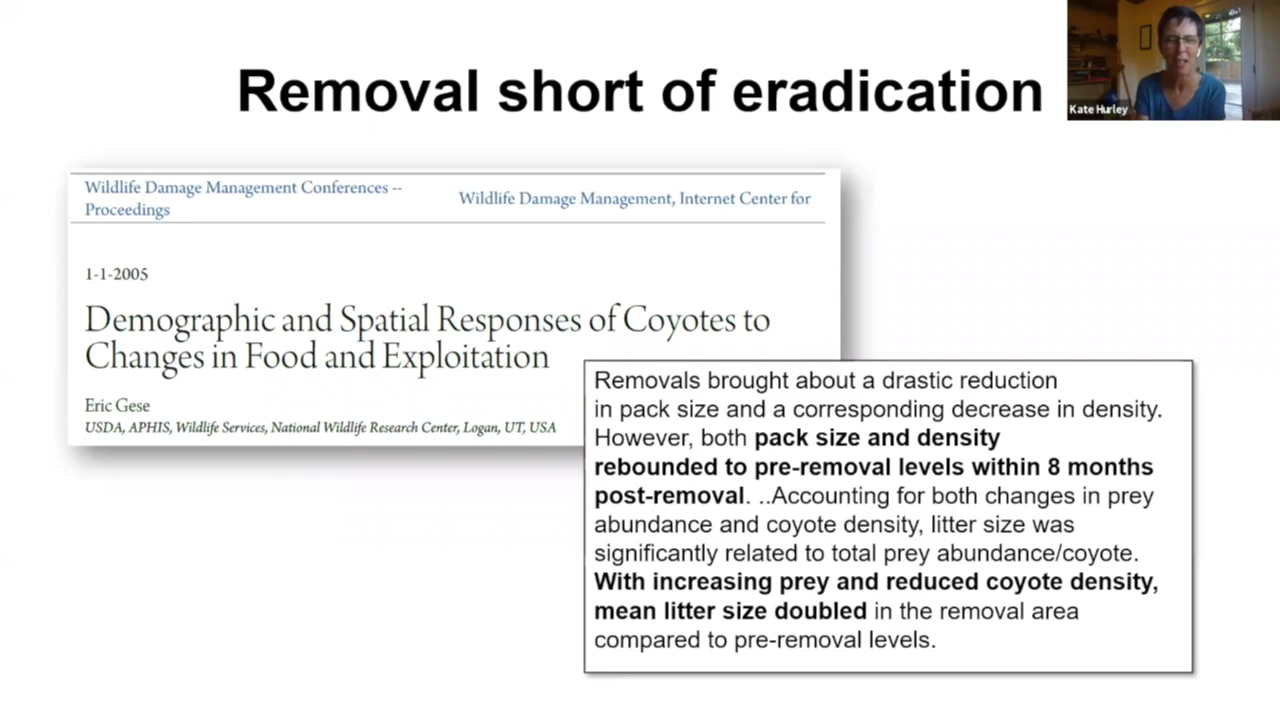 Removal short of eradication
Kate Hurley
Wildlife Damage Management Conferences --
Proceedings
Wildlife Damage Management, Internet Center for
1-1-2005
Demographic and Spatial Responses of Coyotes to
Changes in Food and Exploitation
Eric Gese
USDA, APHIS, Wildlife Services, National Wildlife Research Center, Logan, UT, USA
Removals brought about a drastic reduction
in pack size and a corresponding decrease in density.
However, both pack size and density
rebounded to pre-removal levels within 8 months
post-removal. ..Accounting for both changes in prey
abundance and coyote density, litter size was
significantly related to total prey abundance/coyote.
With increasing prey and reduced coyote density,
mean litter size doubled in the removal area
compared to pre-removal levels.